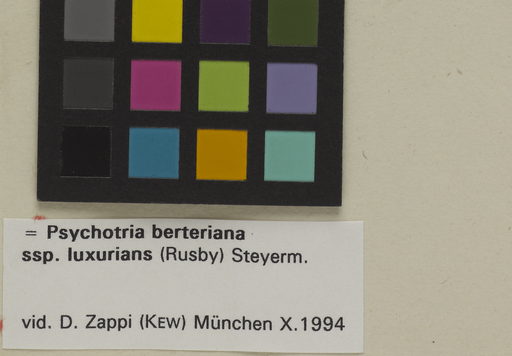 = Psychotria berteriana
ssp. luxurians (Rusby) Steyerm.
vid. D. Zappi (KEW) München X.1994